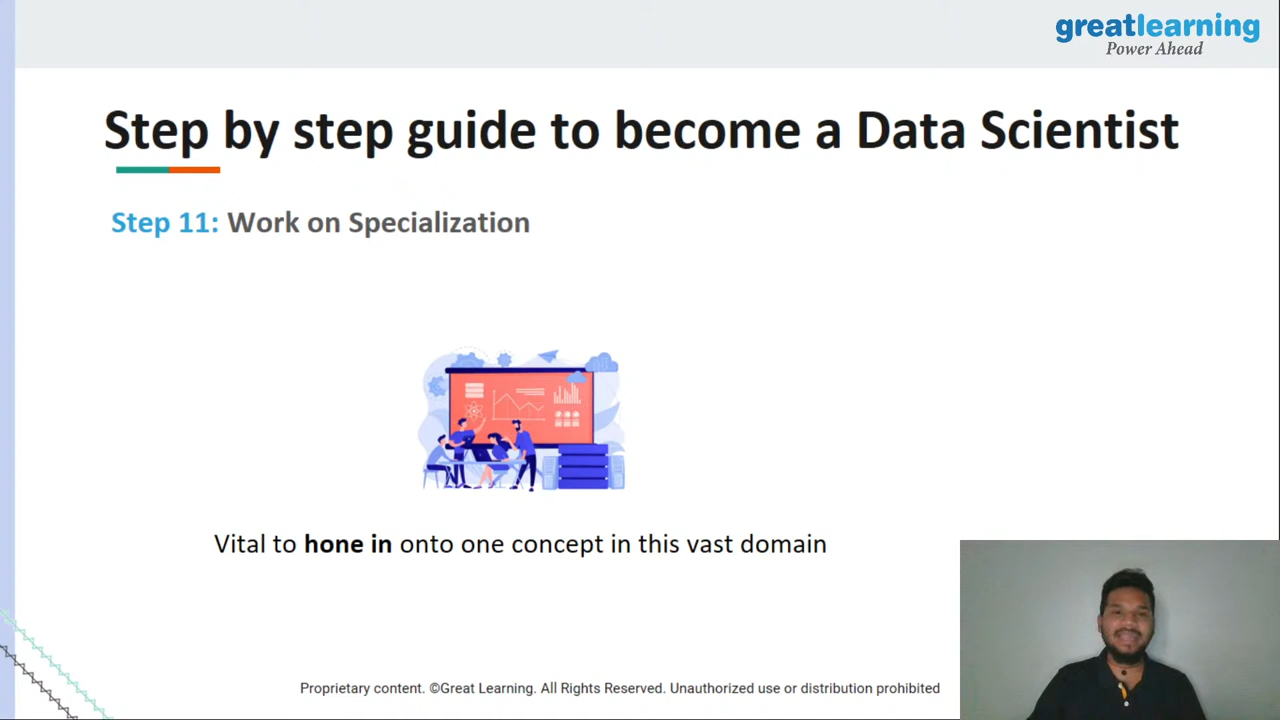 greatlearning
Power Ahead
Step by step guide to become a Data Scientist
Step 11: Work on Specialization
Vital to hone in onto one concept in this vast domain
Proprietary content. ©Great Learning. All Rights Reserved. Unauthorized use or distribution prohibited